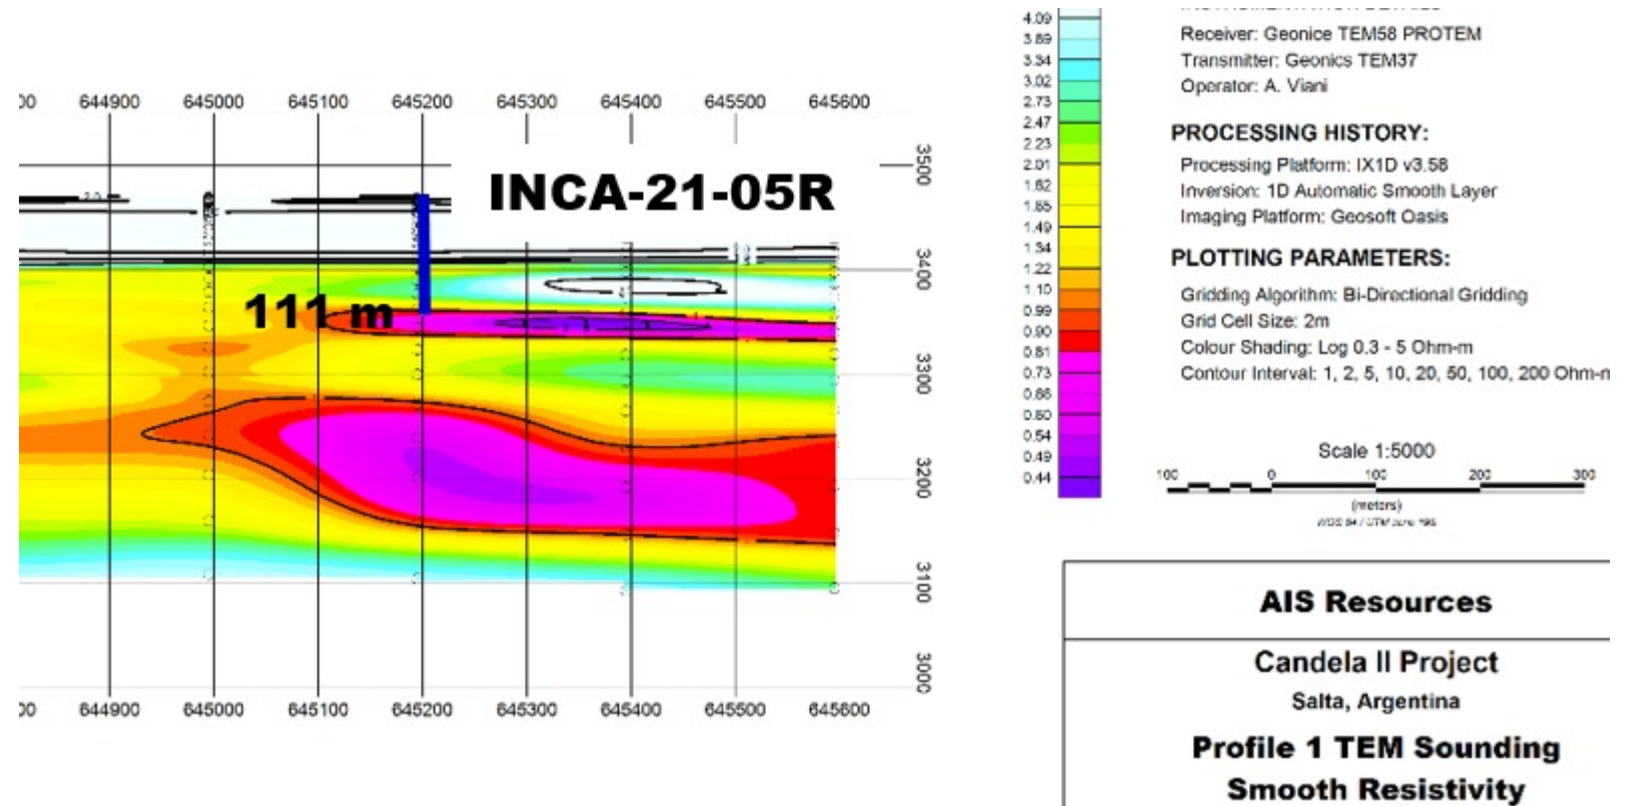 644900 645000 645100 645200 645300 645400 645500 645600
3500
INCA-21-05R
3400
111 m
3300
3200
3100
3000
644900 645000 645100 645200 645300 645400 645500 645600
4.09
3.69
3.34
3.02
2.73
2.47
2.23
2.01
1.82
1.65
1.49
1.34
1.22
1.10
0.99
0.90
0.81
0.73
0.66
0.60
0.54
0.49
0.44
Receiver: Geonice TEM58 PROTEM
Transmitter: Geonics TEM37
Operator: A. Viani
PROCESSING HISTORY:
Processing Platform: IX1D v3.58
Inversion: 1D Automatic Smooth Layer
Imaging Platform: Geosoft Oasis
PLOTTING PARAMETERS:
Gridding Algorithm: Bi-Directional Gridding
Grid Cell Size: 2m
Colour Shading: Log 0.3 - 5 Ohm-m
Contour Interval: 1, 2, 5, 10, 20, 50, 100, 200 Ohm-m
Scale 1:5000
100 0 100 200 300
(meters)
AIS Resources
Candela II Project
Salta, Argentina
Profile 1 TEM Sounding
Smooth Resistivity